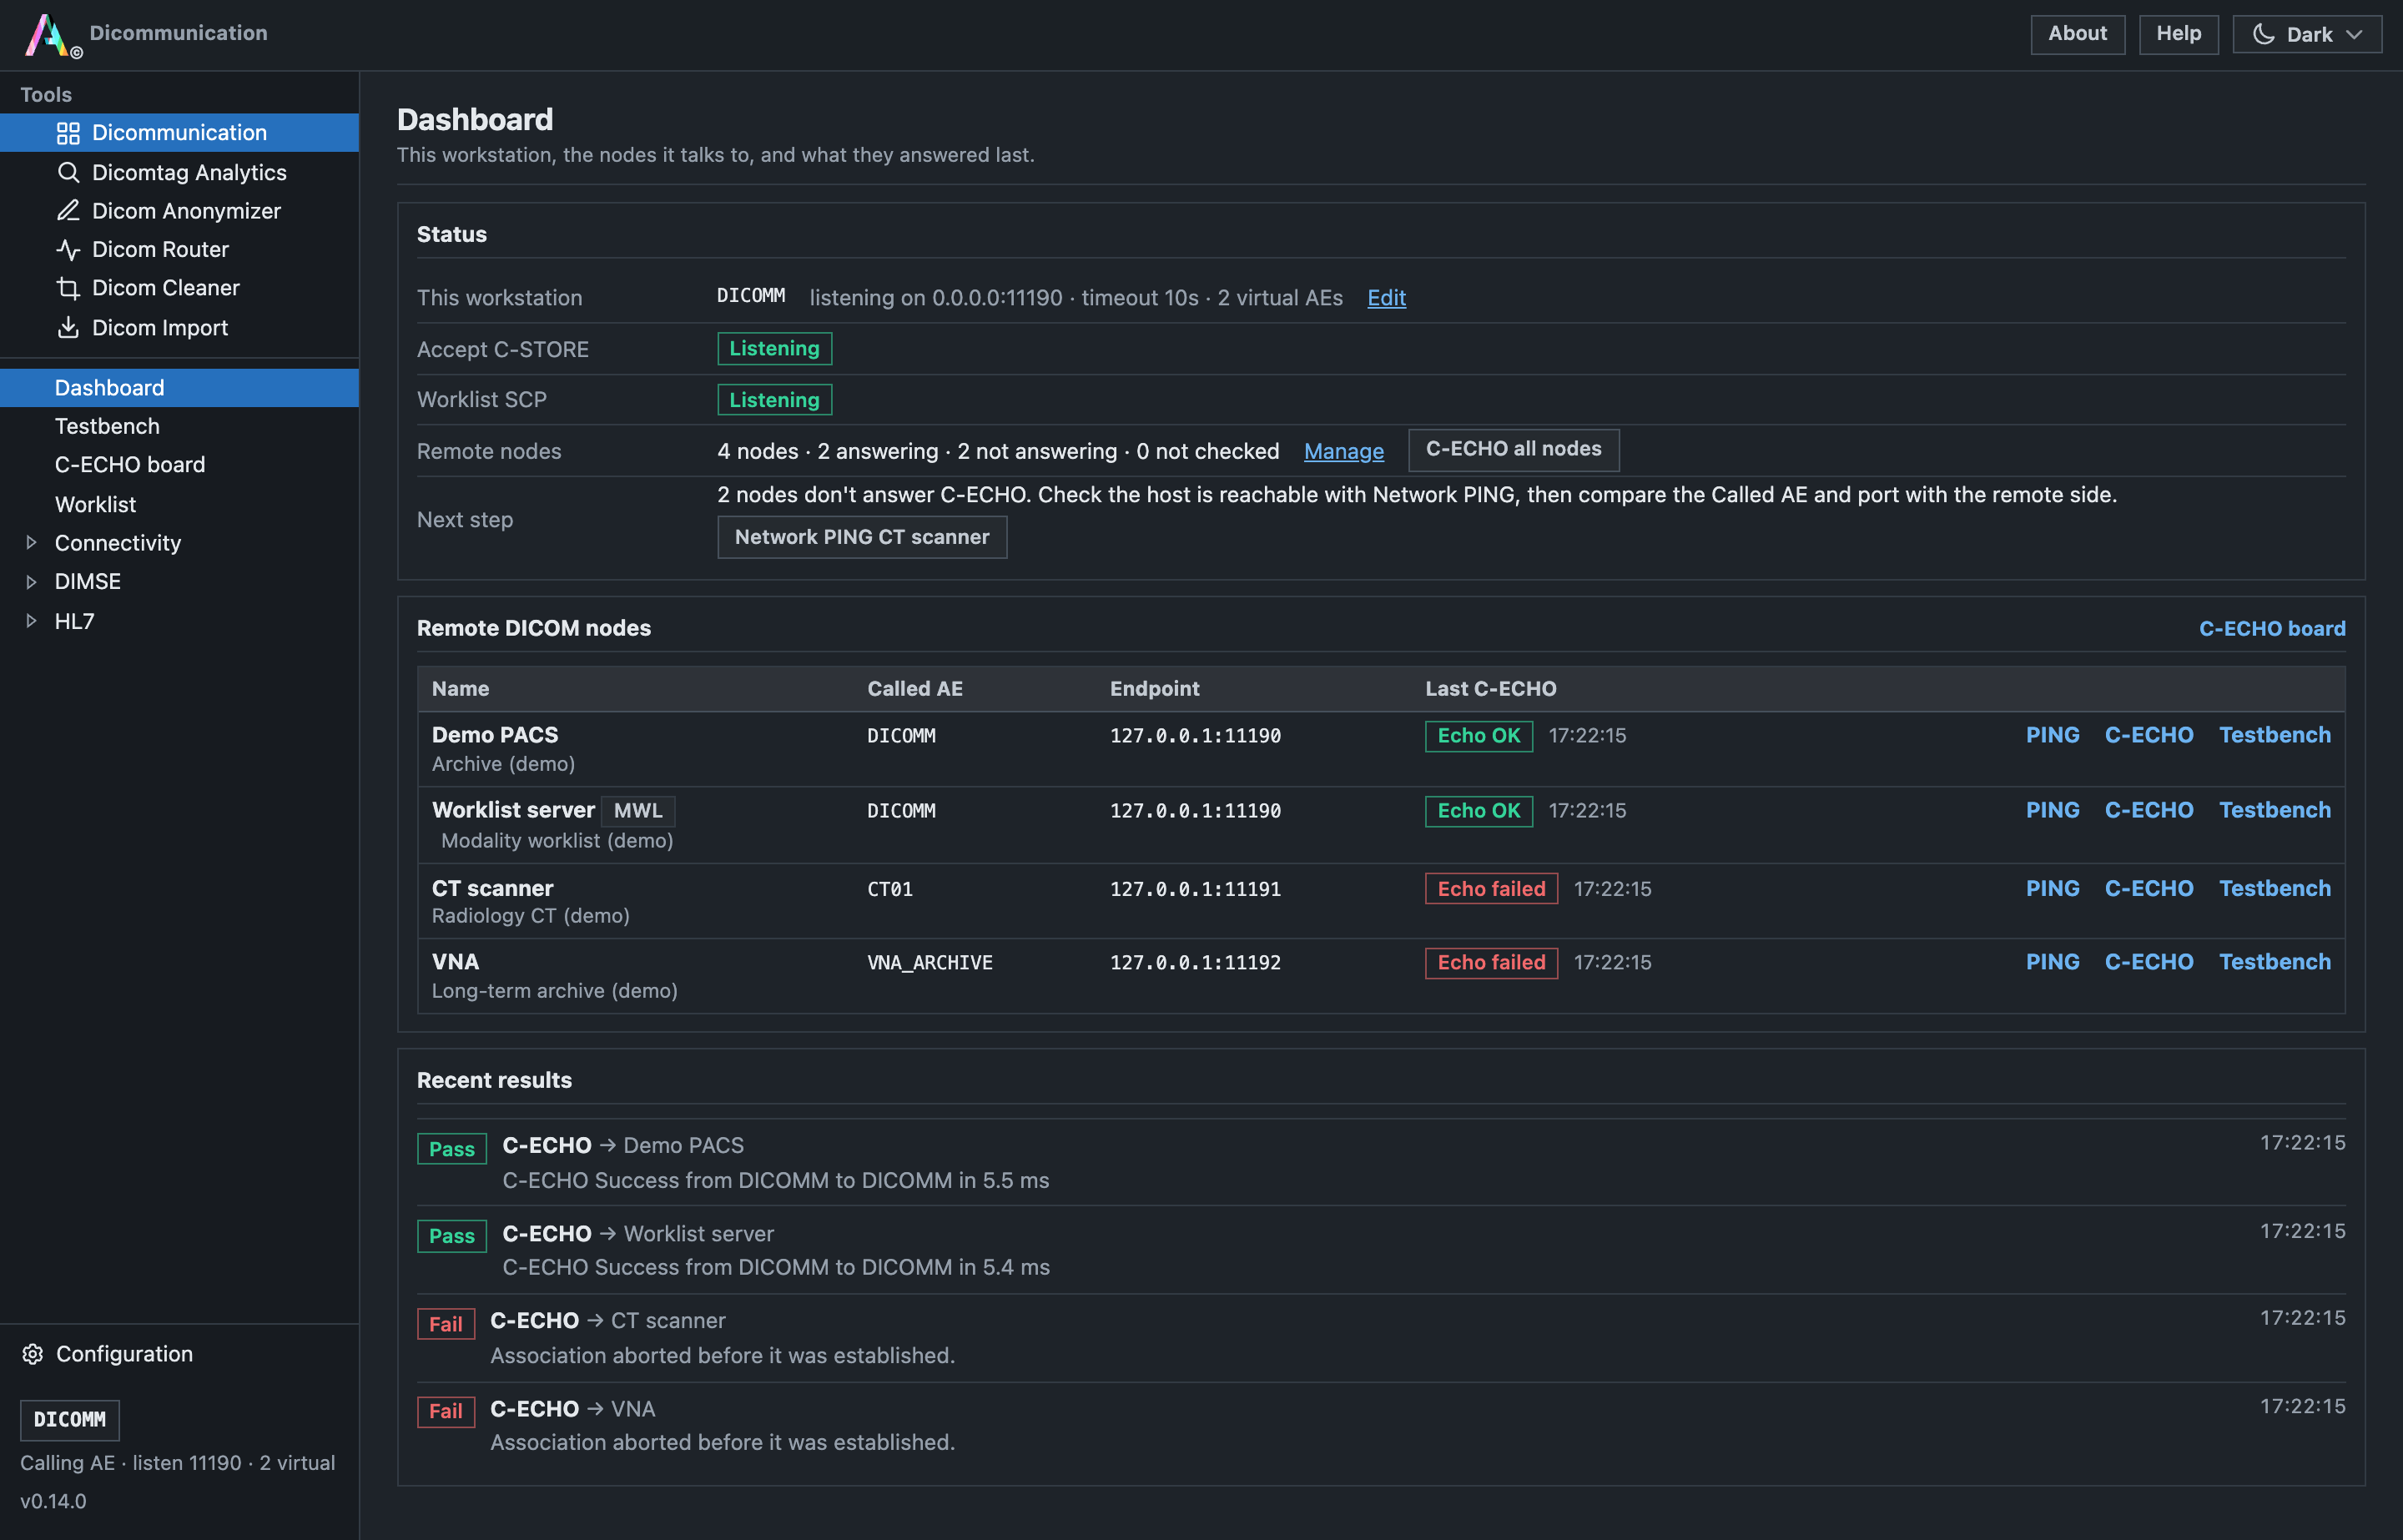 Dicommunication
About Help Dark
Tools
Dicommunication
Dicomtag Analytics
Dicom Anonymizer
Dicom Router
Dicom Cleaner
Dicom Import
Dashboard
Testbench
C-ECHO board
Worklist
Connectivity
DIMSE
HL7
Configuration
DICOMM
Calling AE · listen 11190 · 2 virtual
v0.14.0
Dashboard
This workstation, the nodes it talks to, and what they answered last.
Status
This workstation DICOMM listening on 0.0.0.0:11190 · timeout 10s · 2 virtual AEs Edit
Accept C-STORE Listening
Worklist SCP Listening
Remote nodes 4 nodes · 2 answering · 2 not answering · 0 not checked Manage C-ECHO all nodes
Next step 2 nodes don't answer C-ECHO. Check the host is reachable with Network PING, then compare the Called AE and port with the remote side.
Network PING CT scanner
Remote DICOM nodes C-ECHO board
Name Called AE Endpoint Last C-ECHO
Demo PACS DICOMM 127.0.0.1:11190 Echo OK 17:22:15 PING C-ECHO Testbench
Archive (demo)
Worklist server MWL DICOMM 127.0.0.1:11190 Echo OK 17:22:15 PING C-ECHO Testbench
Modality worklist (demo)
CT scanner CT01 127.0.0.1:11191 Echo failed 17:22:15 PING C-ECHO Testbench
Radiology CT (demo)
VNA VNA_ARCHIVE 127.0.0.1:11192 Echo failed 17:22:15 PING C-ECHO Testbench
Long-term archive (demo)
Recent results
Pass C-ECHO → Demo PACS 17:22:15
C-ECHO Success from DICOMM to DICOMM in 5.5 ms
Pass C-ECHO → Worklist server 17:22:15
C-ECHO Success from DICOMM to DICOMM in 5.4 ms
Fail C-ECHO → CT scanner 17:22:15
Association aborted before it was established.
Fail C-ECHO → VNA 17:22:15
Association aborted before it was established.